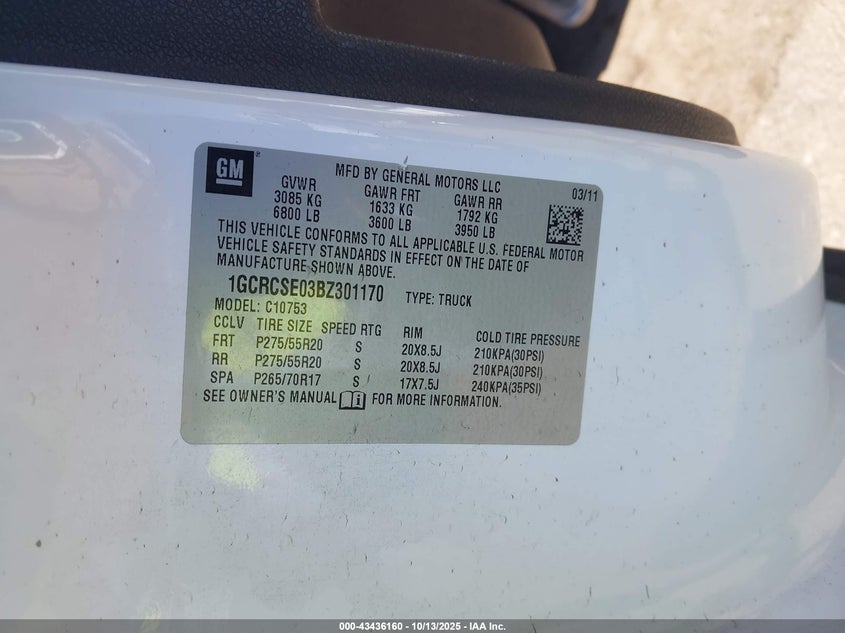 GM
MFD BY GENERAL MOTORS LLC 03/11
GVWR GAWR FRT GAWR RR
3085 KG 1633 KG 1792 KG
6800 LB 3600 LB 3950 LB
THIS VEHICLE CONFORMS TO ALL APPLICABLE U.S. FEDERAL MOTOR
VEHICLE SAFETY STANDARDS IN EFFECT ON THE DATE OF
MANUFACTURE SHOWN ABOVE.
1GCRCSE03BZ301170 TYPE: TRUCK
MODEL: C10753
CCLV TIRE SIZE SPEED RTG RIM COLD TIRE PRESSURE
FRT P275/55R20 S 20X8.5J 210KPA(30PSI)
RR P275/55R20 S 20X8.5J 210KPA(30PSI)
SPA P265/70R17 S 17X7.5J 240KPA(35PSI)
SEE OWNER'S MANUAL FOR MORE INFORMATION.
000-43436160 - 10/13/2025 - IAA Inc.